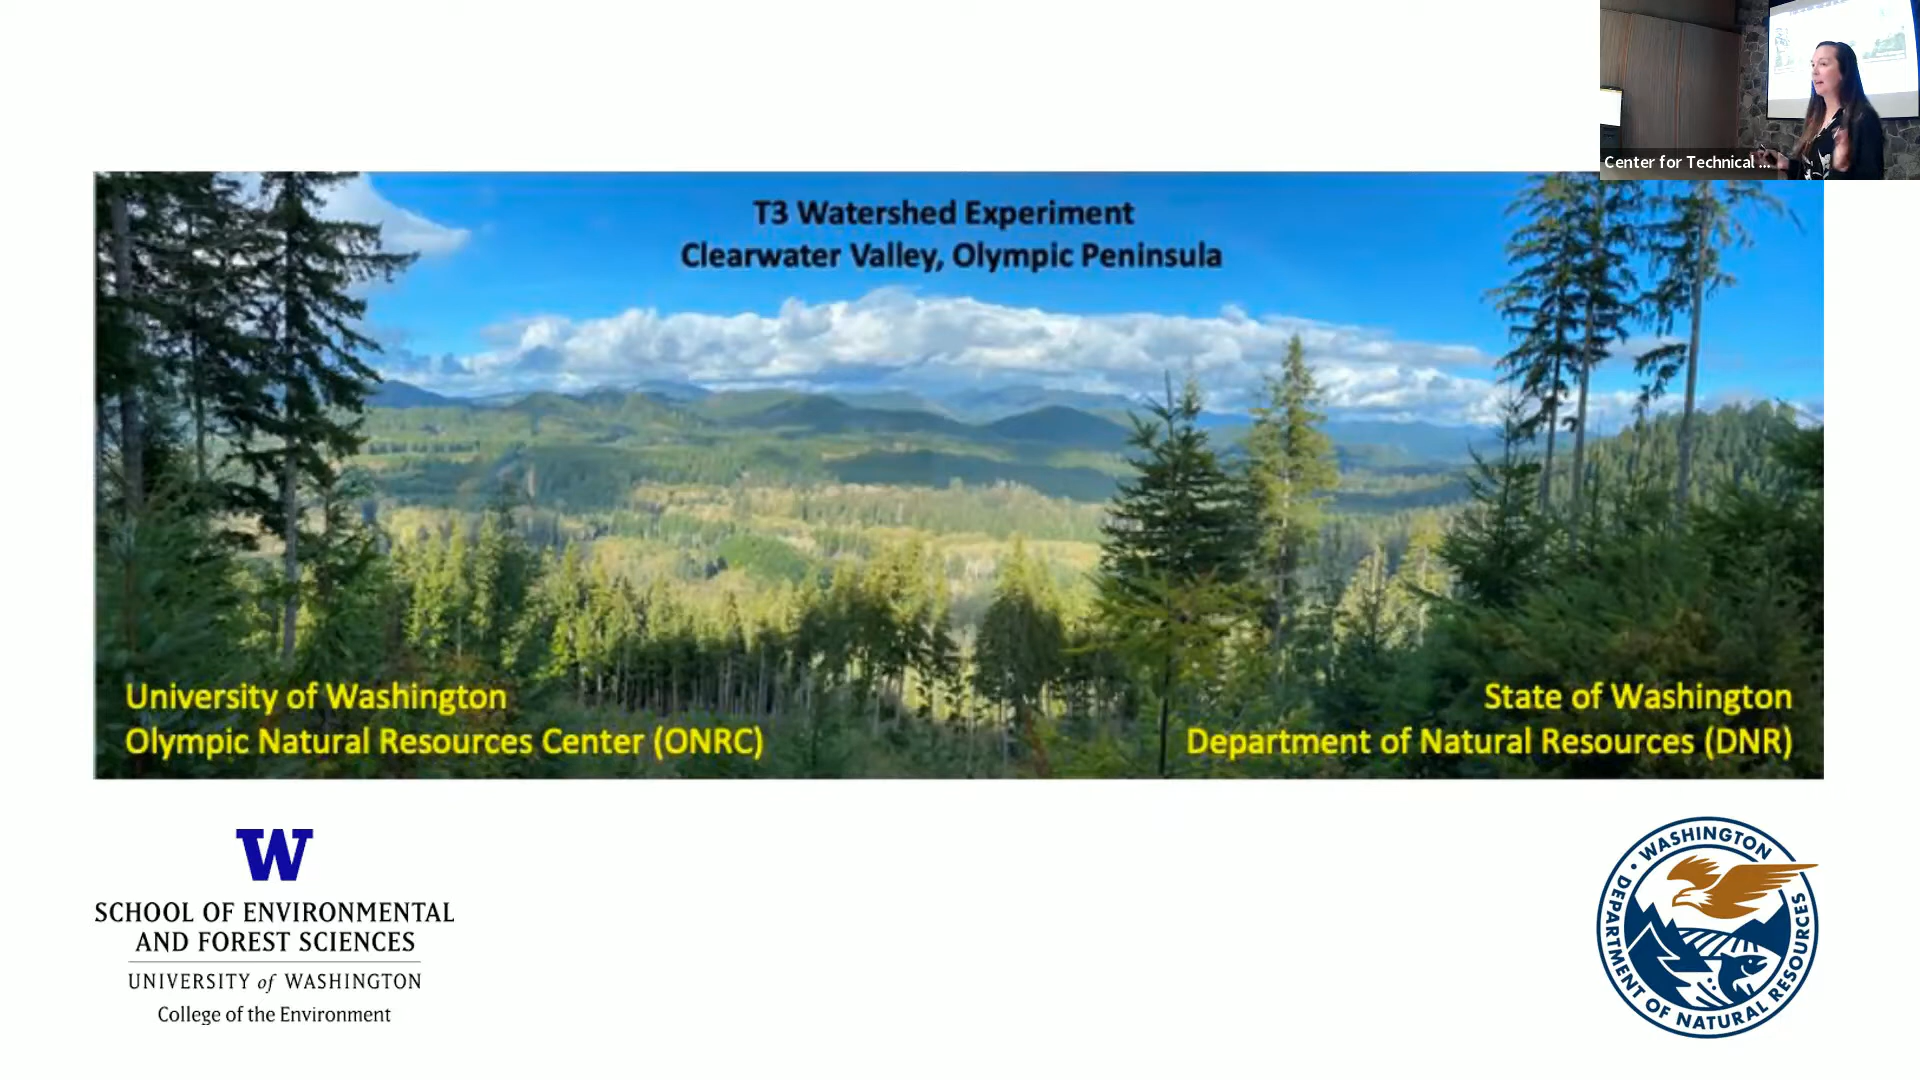 Center for Technical ...
T3 Watershed Experiment
Clearwater Valley, Olympic Peninsula
University of Washington
Olympic Natural Resources Center (ONRC)
State of Washington
Department of Natural Resources (DNR)
W
SCHOOL OF ENVIRONMENTAL
AND FOREST SCIENCES
UNIVERSITY of WASHINGTON
College of the Environment
WASHINGTON
DEPARTMENT OF NATURAL RESOURCES